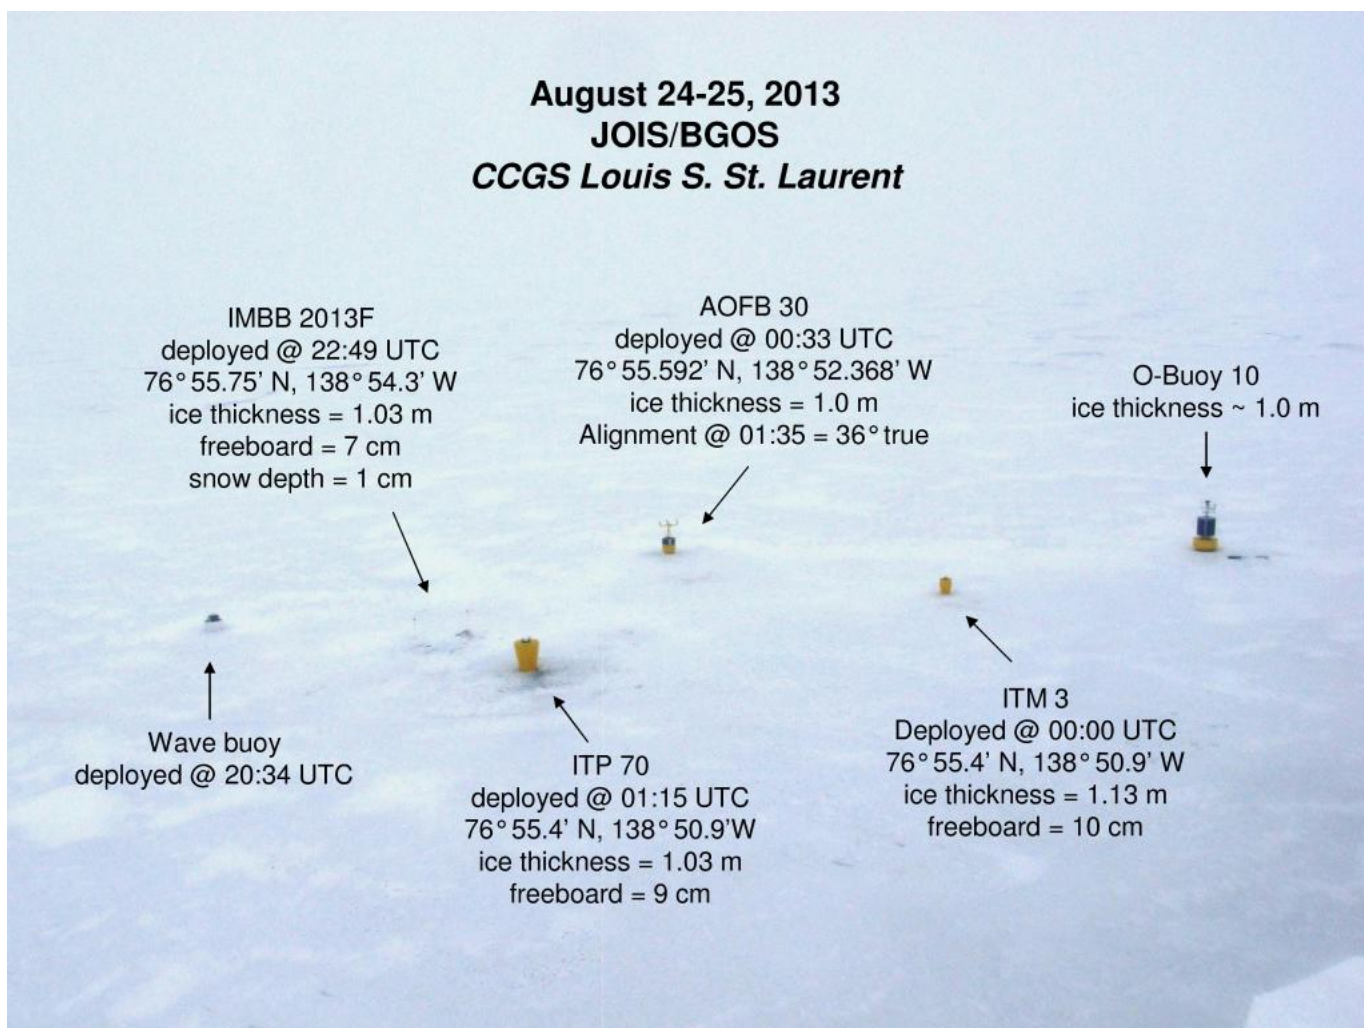 August 24-25, 2013
JOIS/BGOS
CCGS Louis S. St. Laurent
IMBB 2013F
deployed @ 22:49 UTC
76° 55.75' N, 138° 54.3' W
ice thickness = 1.03 m
freeboard = 7 cm
snow depth = 1 cm
AOFB 30
deployed @ 00:33 UTC
76° 55.592' N, 138° 52.368' W
ice thickness = 1.0 m
Alignment @ 01:35 = 36° true
O-Buoy 10
ice thickness ~ 1.0 m
Wave buoy
deployed @ 20:34 UTC
ITP 70
deployed @ 01:15 UTC
76° 55.4' N, 138° 50.9'W
ice thickness = 1.03 m
freeboard = 9 cm
ITM 3
Deployed @ 00:00 UTC
76° 55.4' N, 138° 50.9' W
ice thickness = 1.13 m
freeboard = 10 cm